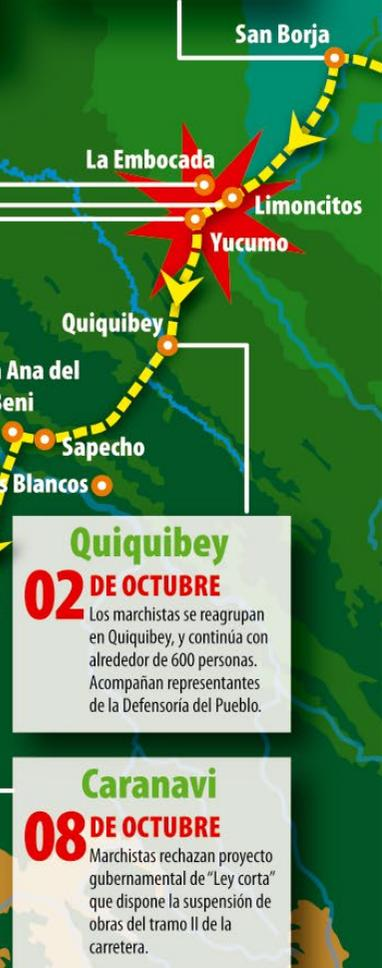 San Borja
La Embocada
Limoncitos
Yucumo
Quiquibey
Ana del
Beni
Sapecho
Blancos
Quiquibey
02 DE OCTUBRE
Los marchistas se reagrupan
en Quiquibey, y continúa con
alrededor de 600 personas.
Acompañan representantes
de la Defensoría del Pueblo.
Caranavi
08 DE OCTUBRE
Marchistas rechazan proyecto
gubernamental de “Ley corta”
que dispone la suspensión de
obras del tramo II de la
carretera.